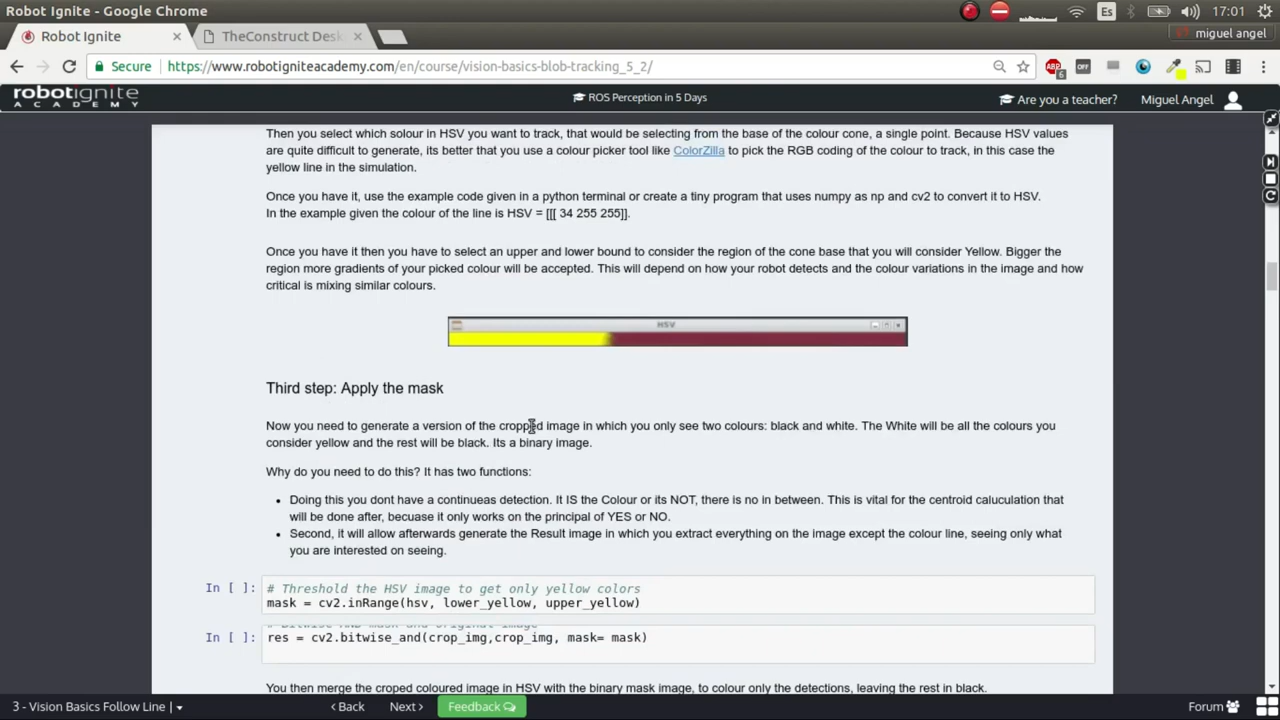 Robot Ignite - Google Chrome
Es
17:01
Robot Ignite
TheConstruct Desk
miguel angel
Secure
https://www.robotigniteacademy.com/en/course/vision-basics-blob-tracking_5_2/
ABP
6
OFF
robotignite
ACADEMY
ROS Perception in 5 Days
Are you a teacher?
Miguel Angel
Then you select which solour in HSV you want to track, that would be selecting from the base of the colour cone, a single point. Because HSV values
are quite difficult to generate, its better that you use a colour picker tool like ColorZilla to pick the RGB coding of the colour to track, in this case the
yellow line in the simulation.
Once you have it, use the example code given in a python terminal or create a tiny program that uses numpy as np and cv2 to convert it to HSV.
In the example given the colour of the line is HSV = [[[ 34 255 255]].
Once you have it then you have to select an upper and lower bound to consider the region of the cone base that you will consider Yellow. Bigger the
region more gradients of your picked colour will be accepted. This will depend on how your robot detects and the colour variations in the image and how
critical is mixing similar colours.
HSV
Third step: Apply the mask
Now you need to generate a version of the cropped image in which you only see two colours: black and white. The White will be all the colours you
consider yellow and the rest will be black. Its a binary image.
Why do you need to do this? It has two functions:
• Doing this you dont have a continueas detection. It IS the Colour or its NOT, there is no in between. This is vital for the centroid caluculation that
will be done after, becuase it only works on the principal of YES or NO.
• Second, it will allow afterwards generate the Result image in which you extract everything on the image except the colour line, seeing only what
you are interested on seeing.
In [ ]:
# Threshold the HSV image to get only yellow colors
mask = cv2.inRange(hsv, lower_yellow, upper_yellow)
# Bitwise-AND mask and original image
In [ ]:
res = cv2.bitwise_and(crop_img,crop_img, mask= mask)
You then merge the croped coloured image in HSV with the binary mask image, to colour only the detections, leaving the rest in black.
3 - Vision Basics Follow Line |
Back
Next
Feedback
Forum